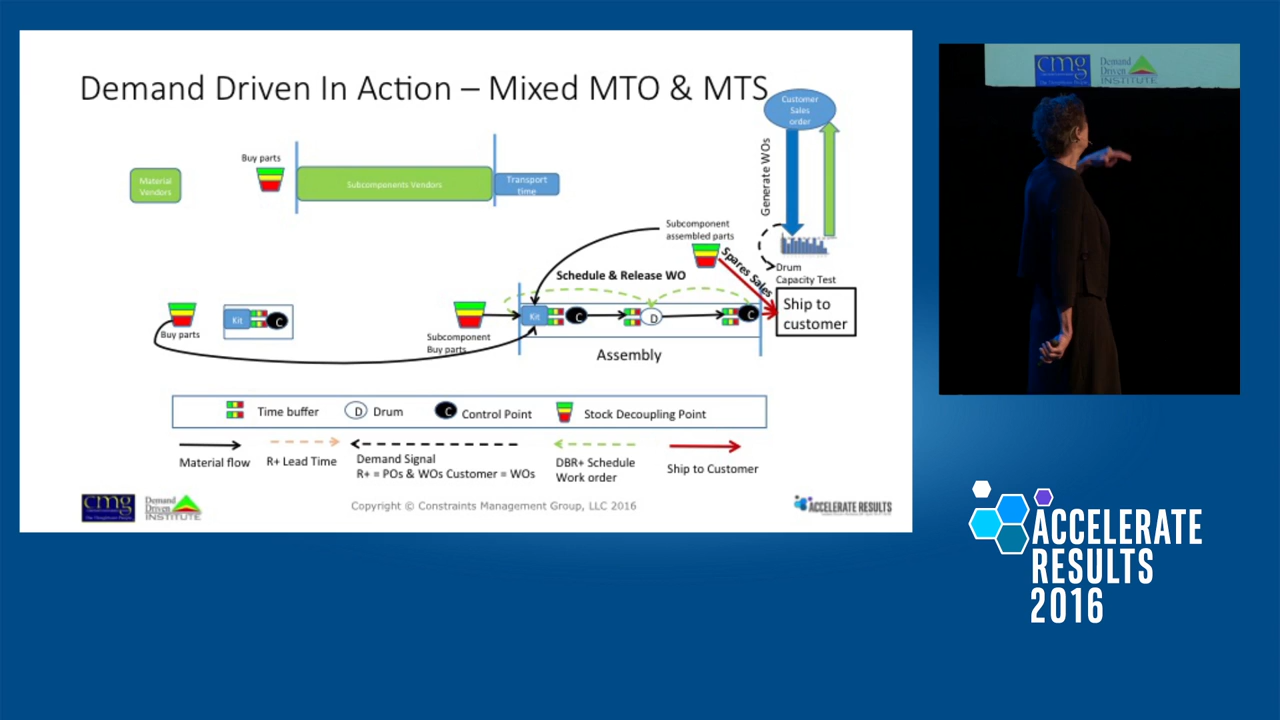 Demand Driven In Action – Mixed MTO & MTS
Customer
Sales
order
Buy parts
Material
Vendors
Subcomponents Vendors
Transport
time
Generate WOs
Subcomponent
assembled parts
Spares Sales
Schedule & Release WO
Drum
Capacity Test
Ship to
customer
Buy parts
Kit
C
Subcomponent
Buy parts
Kit
C
D
C
Assembly
Time buffer
D
Drum
C
Control Point
Stock Decoupling Point
Material flow
R+ Lead Time
Demand Signal
R+ = POs & WOs Customer = WOs
DBR+ Schedule
Work order
Ship to Customer
cmg
Demand
Driven
INSTITUTE
Copyright © Constraints Management Group, LLC 2016
ACCELERATE RESULTS
cmg
Demand
Driven
INSTITUTE
ACCELERATE
RESULTS
2016